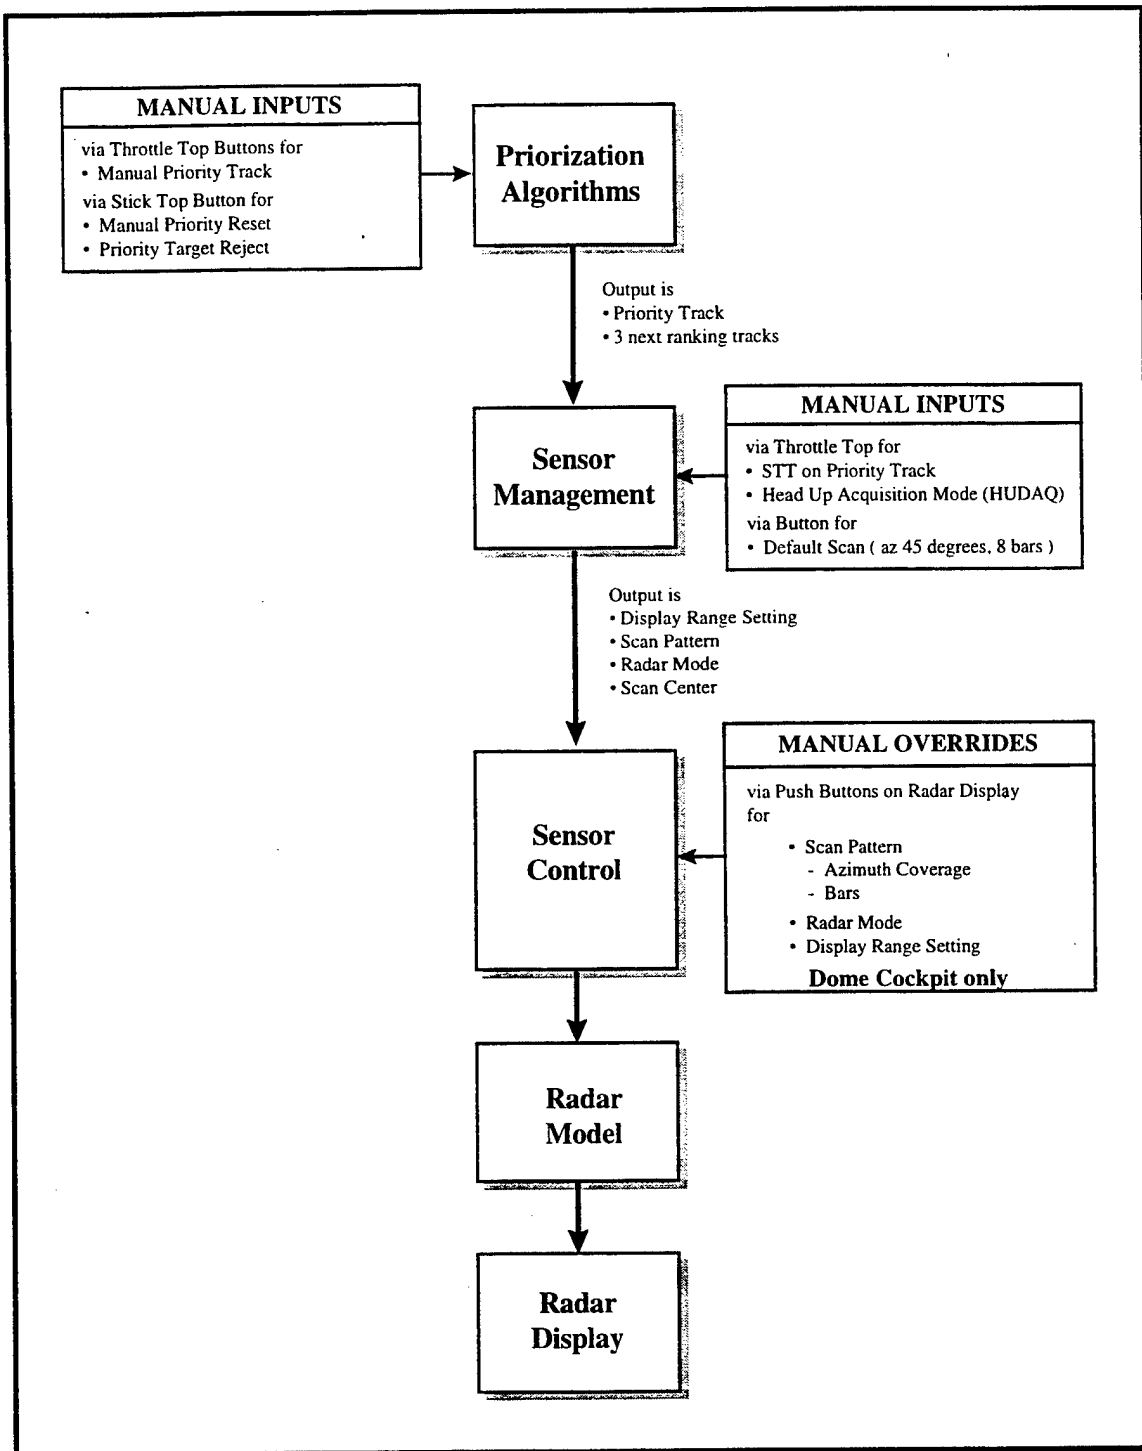 MANUAL INPUTS
via Throttle Top Buttons for
• Manual Priority Track
via Stick Top Button for
• Manual Priority Reset
• Priority Target Reject
Priorization
Algorithms
Output is
• Priority Track
• 3 next ranking tracks
Sensor
Management
MANUAL INPUTS
via Throttle Top for
• STT on Priority Track
• Head Up Acquisition Mode (HUDAQ)
via Button for
• Default Scan ( az 45 degrees, 8 bars )
Output is
• Display Range Setting
• Scan Pattern
• Radar Mode
• Scan Center
Sensor
Control
MANUAL OVERRIDES
via Push Buttons on Radar Display
for
• Scan Pattern
- Azimuth Coverage
- Bars
• Radar Mode
• Display Range Setting
Dome Cockpit only
Radar
Model
Radar
Display